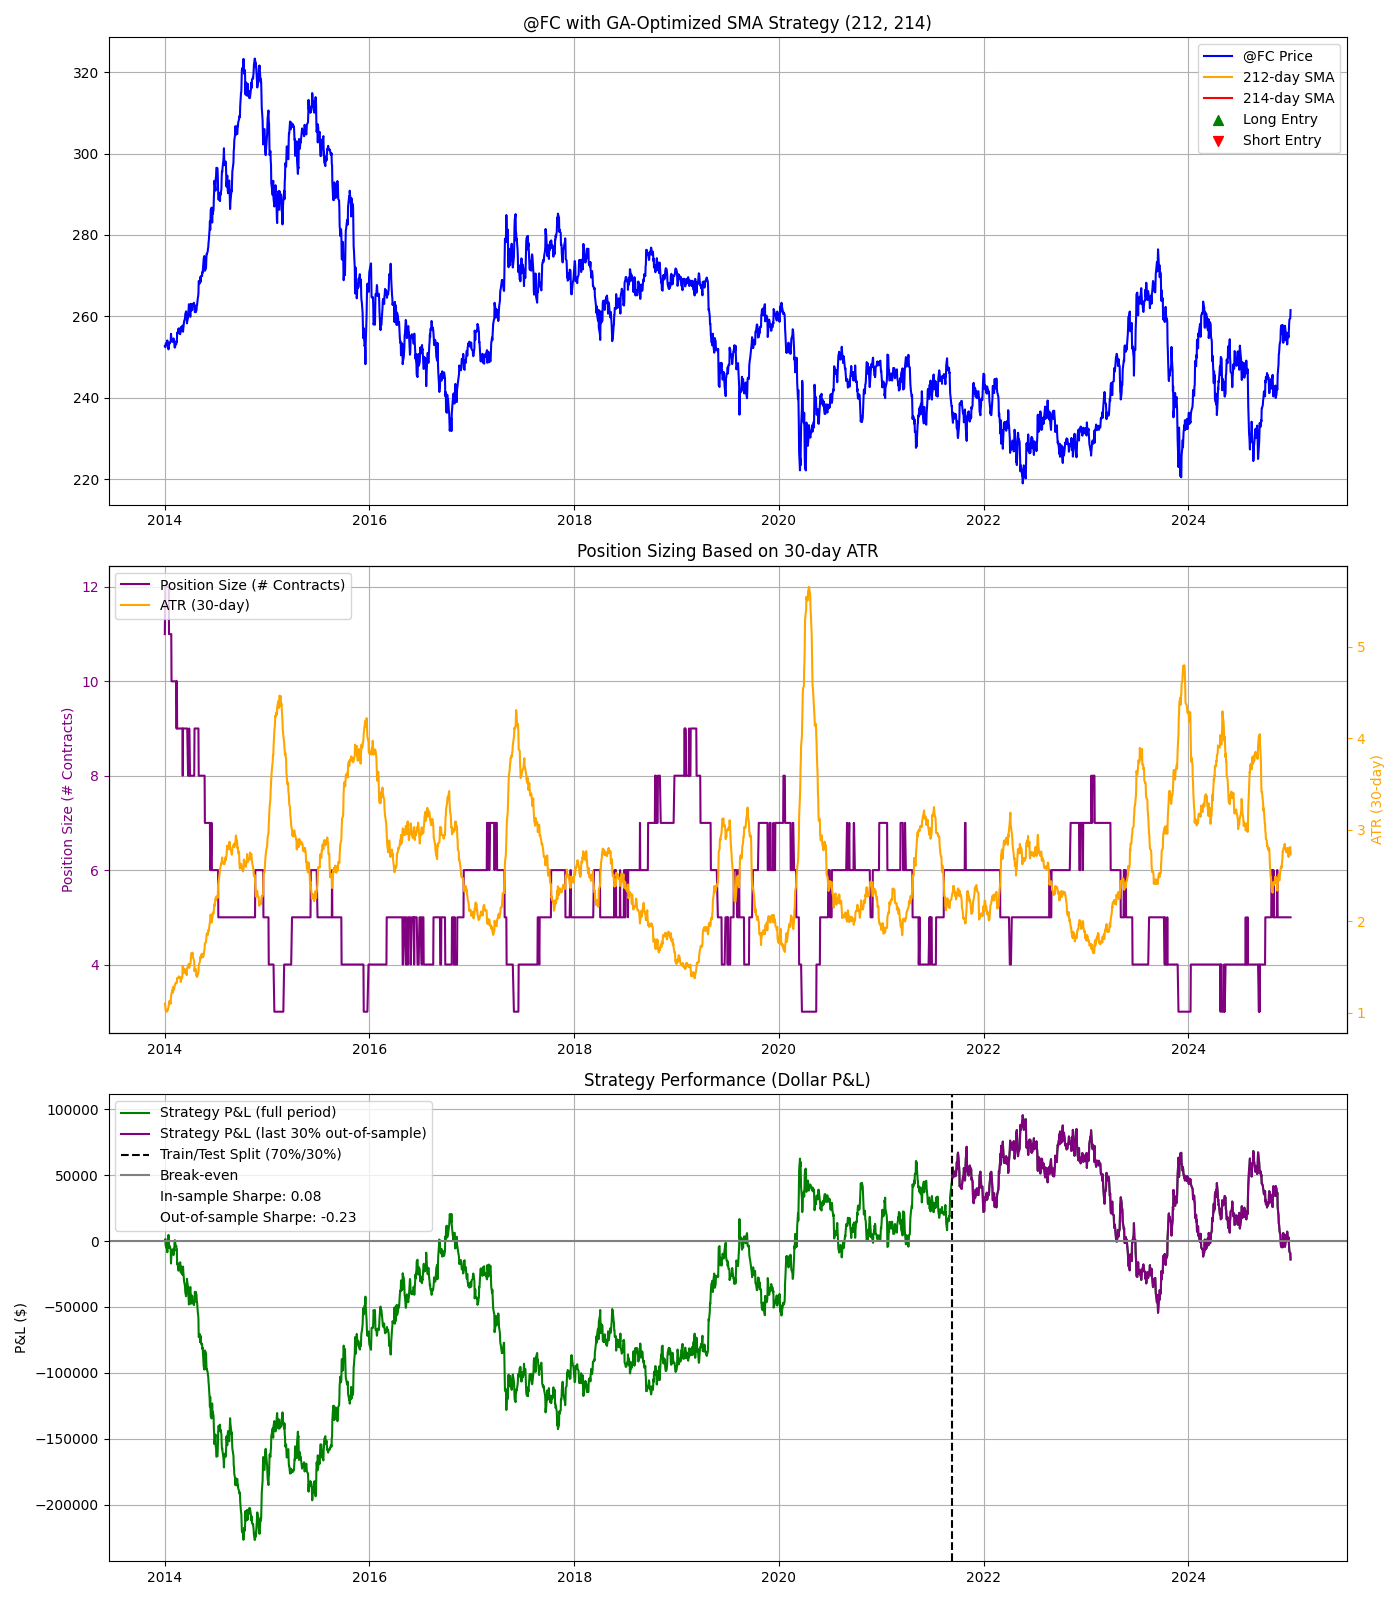 @FC with GA-Optimized SMA Strategy (212, 214)
@FC Price
212-day SMA
214-day SMA
Long Entry
Short Entry
320
300
280
260
240
220
2014 2016 2018 2020 2022 2024
Position Sizing Based on 30-day ATR
Position Size (# Contracts)
ATR (30-day)
Position Size (# Contracts)
12
10
8
6
4
5
4
3
2
1
ATR (30-day)
2014 2016 2018 2020 2022 2024
Strategy Performance (Dollar P&L)
Strategy P&L (full period)
Strategy P&L (last 30% out-of-sample)
Train/Test Split (70%/30%)
Break-even
In-sample Sharpe: 0.08
Out-of-sample Sharpe: -0.23
P&L ($)
100000
50000
0
−50000
−100000
−150000
−200000
2014 2016 2018 2020 2022 2024